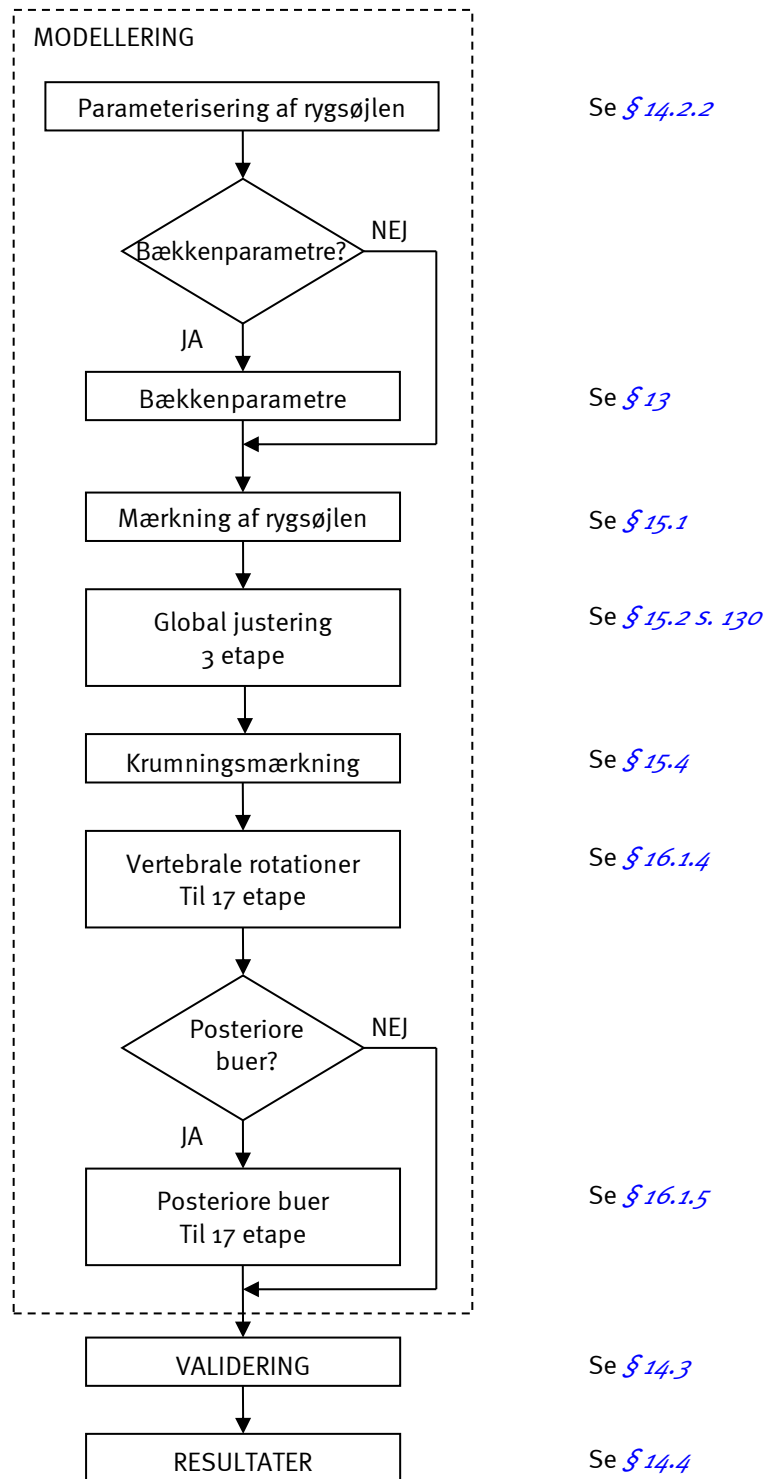 MODELLERING
Parameterisering af rygsøjlen
Se § 14.2.2
Bækkenparametre?
NEJ
JA
Bækkenparametre
Se § 13
Mærkning af rygsøjlen
Se § 15.1
Global justering
3 etape
Se § 15.2 s. 130
Krumningsmærkning
Se § 15.4
Vertebrale rotationer
Til 17 etape
Se § 16.1.4
Posteriore
buer?
NEJ
JA
Posteriore buer
Til 17 etape
Se § 16.1.5
VALIDERING
Se § 14.3
RESULTATER
Se § 14.4